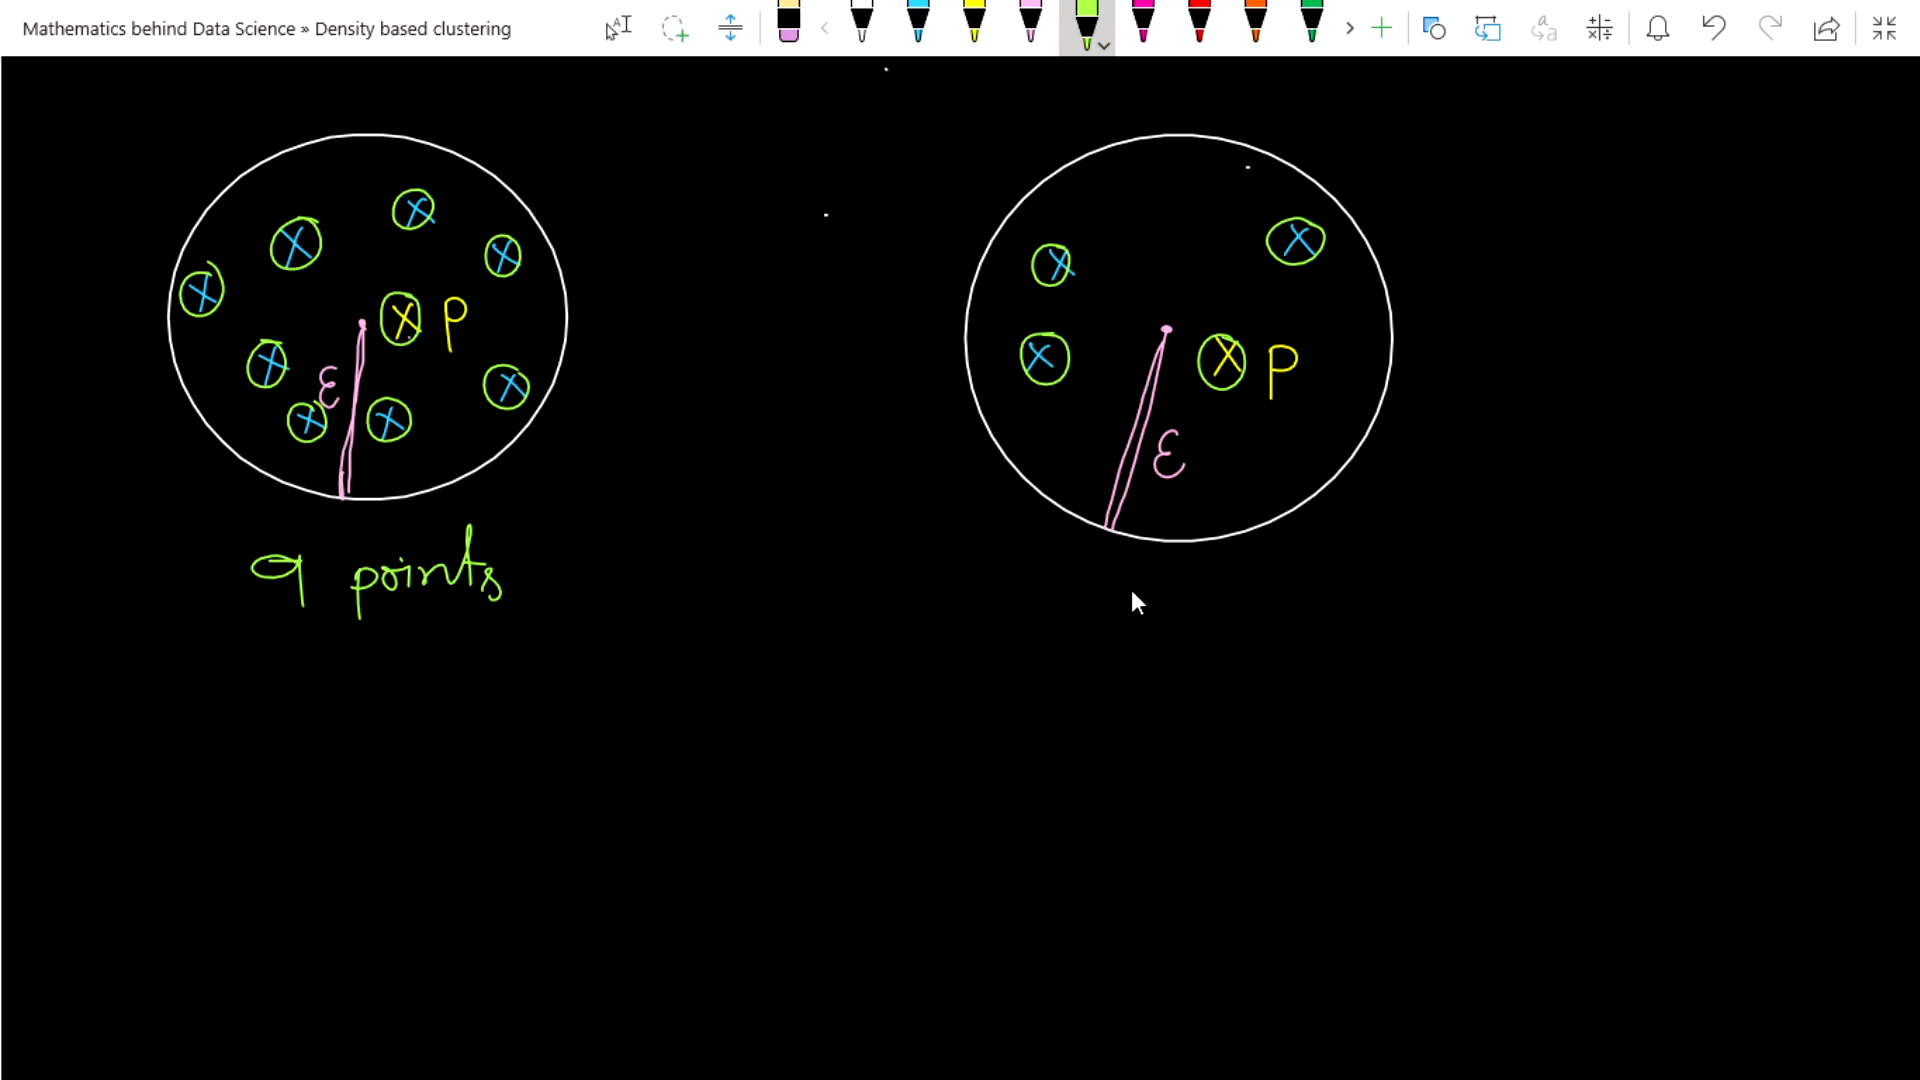 Mathematics behind Data Science » Density based clustering
X X X X X P X X X X ε
X X X X P ε
9 points